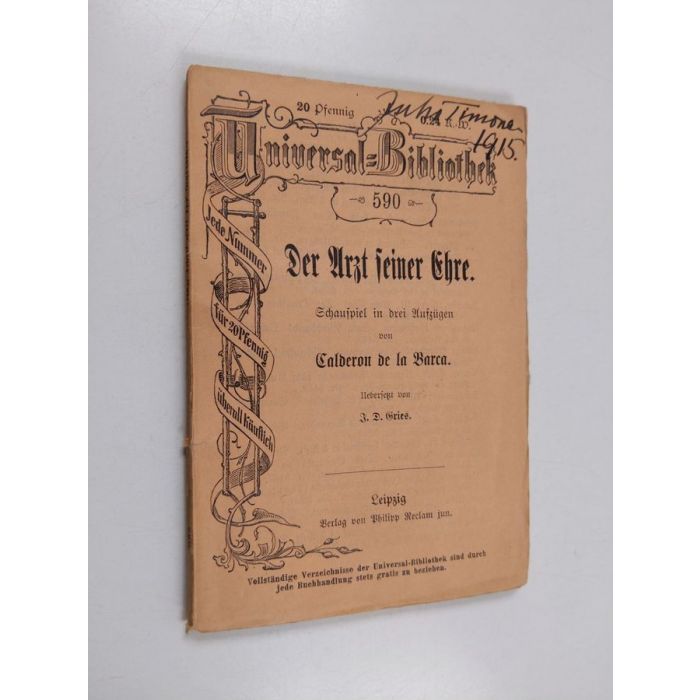 20 Pfennig
0.24 K.-W.
1915.
Universal-Bibliothek
590
Jede Nummer
für 20 Pfennig
überall käuflich
Der Arzt seiner Ehre.
Schauspiel in drei Aufzügen
von
Calderon de la Barca.
Uebersetzt von
J. D. Gries.
Leipzig
Verlag von Philipp Reclam jun.
Vollständige Verzeichnisse der Universal-Bibliothek sind durch
jede Buchhandlung stets gratis zu beziehen.